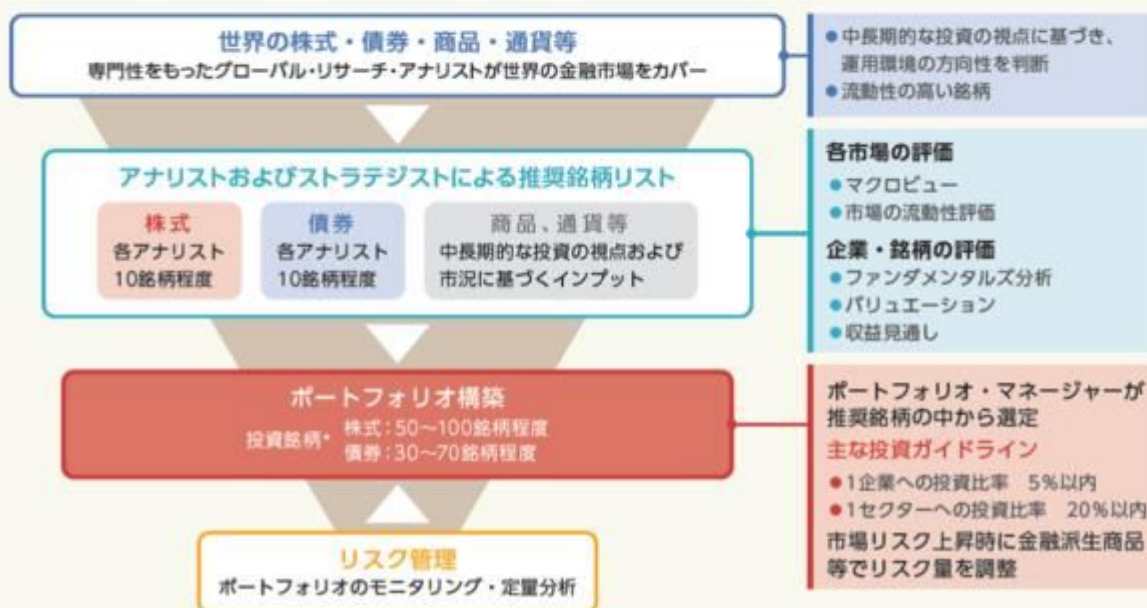 世界の株式・債券・商品・通貨等
専門性をもったグローバル・リサーチ・アナリストが世界の金融市場をカバー
●中長期的な投資の視点に基づき、
運用環境の方向性を判断
●流動性の高い銘柄
アナリストおよびストラテジストによる推奨銘柄リスト
株式
各アナリスト
10銘柄程度
債券
各アナリスト
10銘柄程度
商品、通貨等
中長期的な投資の視点および
市況に基づくインプット
各市場の評価
●マクロビュー
●市場の流動性評価
企業・銘柄の評価
●ファンダメンタルズ分析
●バリュエーション
●収益見通し
ポートフォリオ構築
投資銘柄*
株式：50～100銘柄程度
債券：30～70銘柄程度
ポートフォリオ・マネージャーが
推奨銘柄の中から選定
主な投資ガイドライン
●1企業への投資比率　5%以内
●1セクターへの投資比率　20%以内
市場リスク上昇時に金融派生商品
等でリスク量を調整
リスク管理
ポートフォリオのモニタリング・定量分析